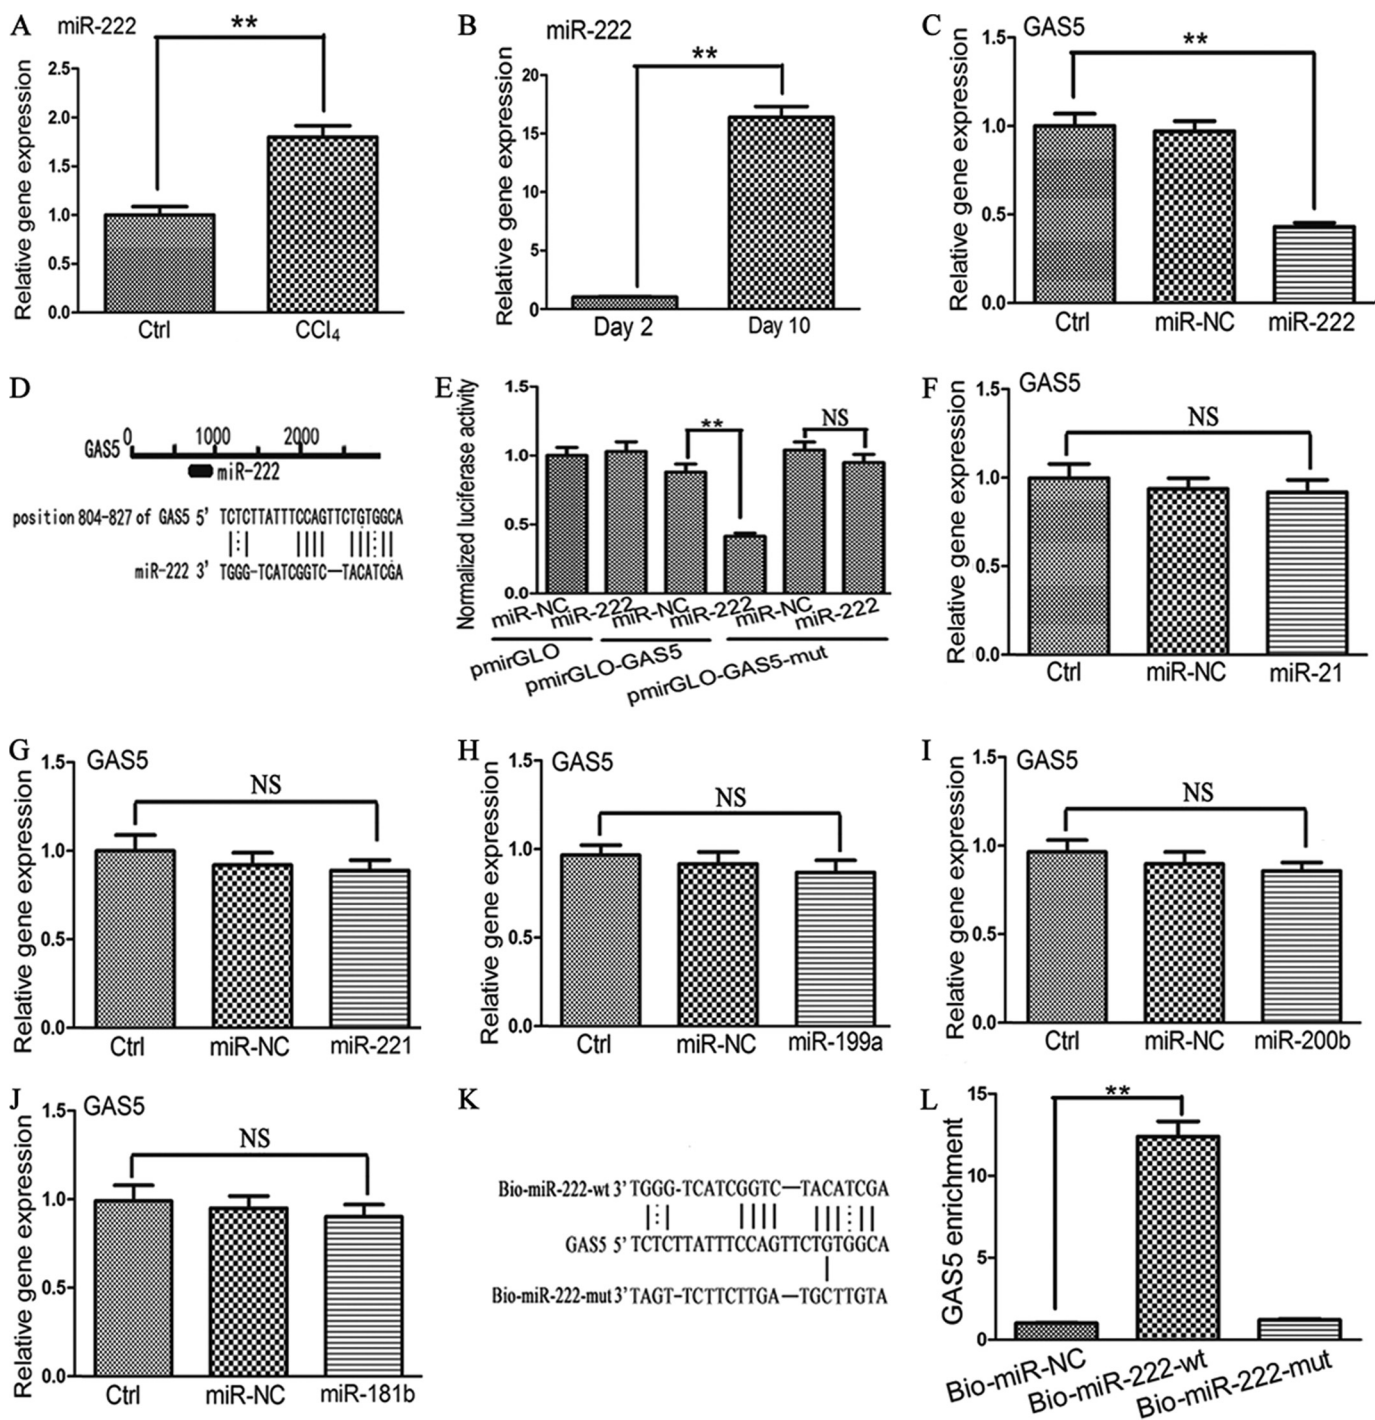 A
miR-222
**
Relative gene expression
2.5
2.0
1.5
1.0
0.5
0.0
Ctrl
CCl₄
B
miR-222
**
Relative gene expression
20
15
10
5
0
Day 2
Day 10
C
GAS5
**
Relative gene expression
1.5
1.0
0.5
0.0
Ctrl
miR-NC
miR-222
D
0 1000 2000
GAS5
miR-222
position 804-827 of GAS5 5' TCTCTTATTTCCAGTTCTGTGGCA
miR-222 3' TGGG-TCATCGGTC—TACATCGA
E
Normalized luciferase activity
1.5
1.0
0.5
0.0
** NS
miR-NC miR-222 miR-NC miR-222 miR-NC miR-222
pmirGLO
pmirGLO-GAS5
pmirGLO-GAS5-mut
F
GAS5
NS
Relative gene expression
1.5
1.0
0.5
0.0
Ctrl
miR-NC
miR-21
G
GAS5
NS
Relative gene expression
1.5
1.0
0.5
0.0
Ctrl
miR-NC
miR-221
H
GAS5
NS
Relative gene expression
1.5
1.0
0.5
0.0
Ctrl
miR-NC
miR-199a
I
GAS5
NS
Relative gene expression
1.5
1.0
0.5
0.0
Ctrl
miR-NC
miR-200b
J
GAS5
NS
Relative gene expression
1.5
1.0
0.5
0.0
Ctrl
miR-NC
miR-181b
K
Bio-miR-222-wt 3' TGGG-TCATCGGTC—TACATCGA
GAS5 5' TCTCTTATTTCCAGTTCTGTGGCA
Bio-miR-222-mut 3' TAGT-TCTTCTTGA—TGCTTGTA
L
**
GAS5 enrichment
15
10
5
0
Bio-miR-NC
Bio-miR-222-wt
Bio-miR-222-mut